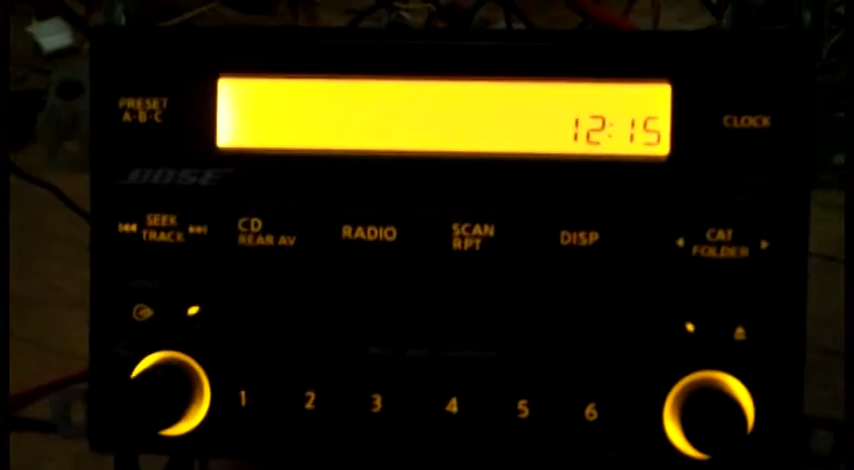 12:15
PRESET
A·B·C
CLOCK
BOSE
SEEK
TRACK
CD
REAR AV
RADIO
SCAN
RPT
DISP
CAT
FOLDER
1 2 3 4 5 6